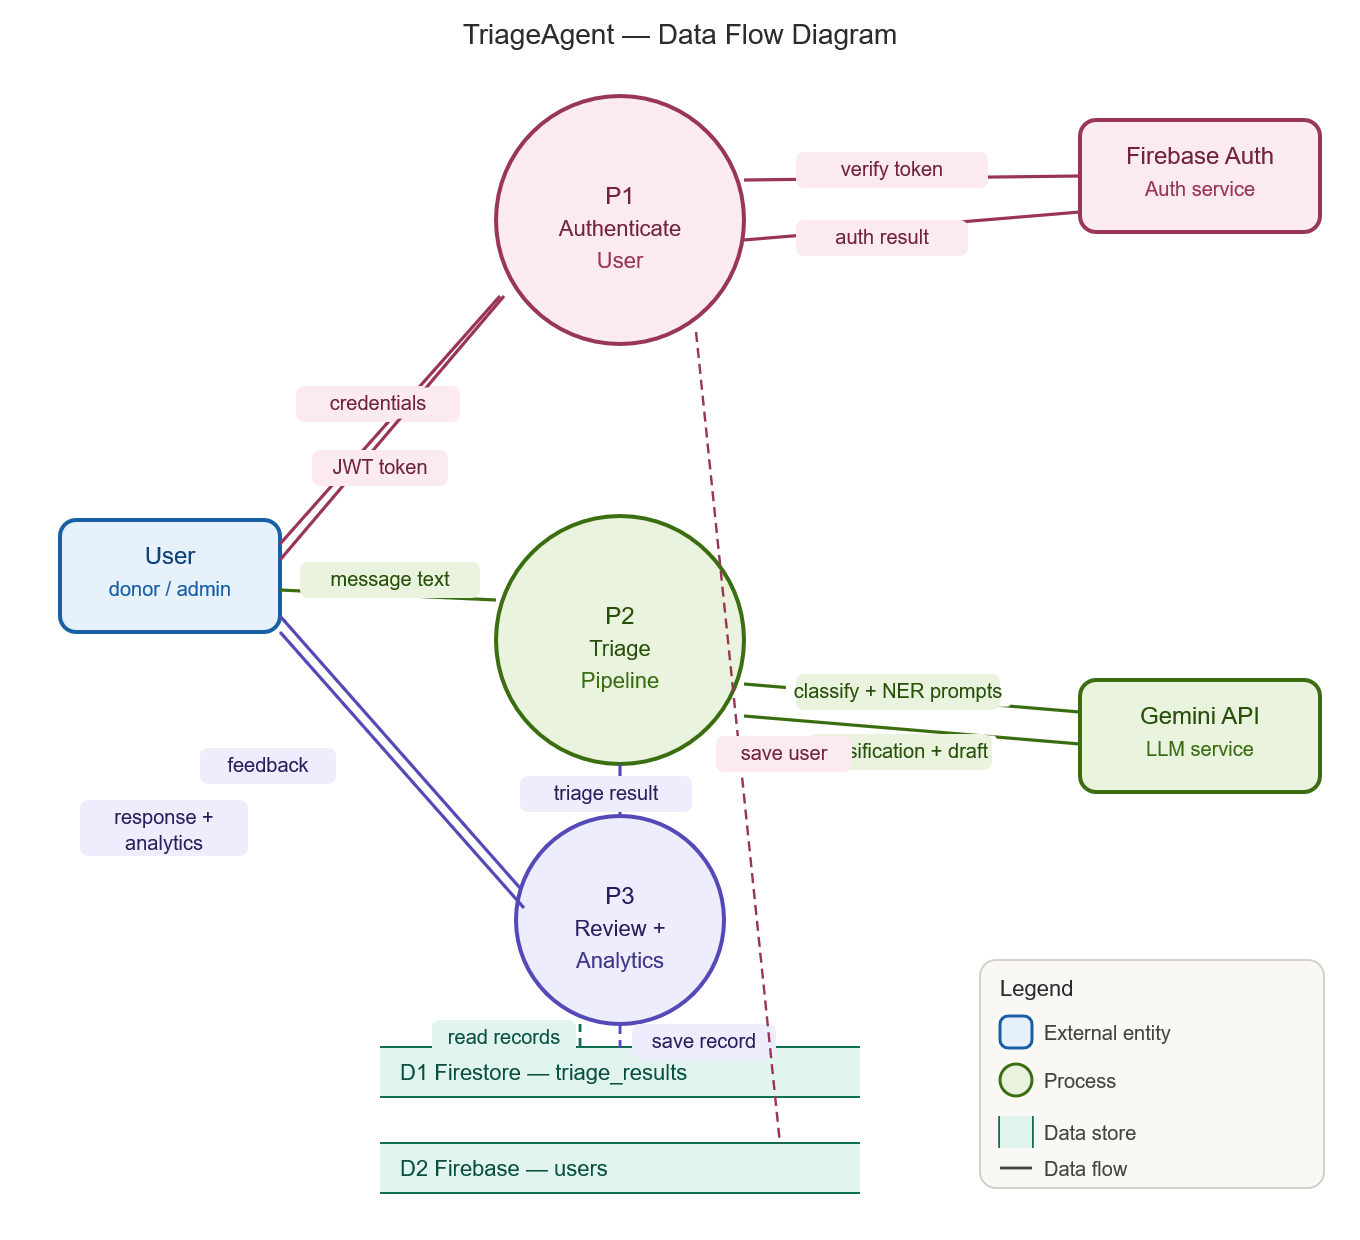 TriageAgent — Data Flow Diagram
P1
Authenticate
User
verify token
auth result
Firebase Auth
Auth service
credentials
JWT token
User
donor / admin
message text
P2
Triage
Pipeline
classify + NER prompts
Gemini API
LLM service
save user
sification + draft
feedback
triage result
response +
analytics
P3
Review +
Analytics
read records
save record
D1 Firestore — triage_results
D2 Firebase — users
Legend
External entity
Process
Data store
Data flow